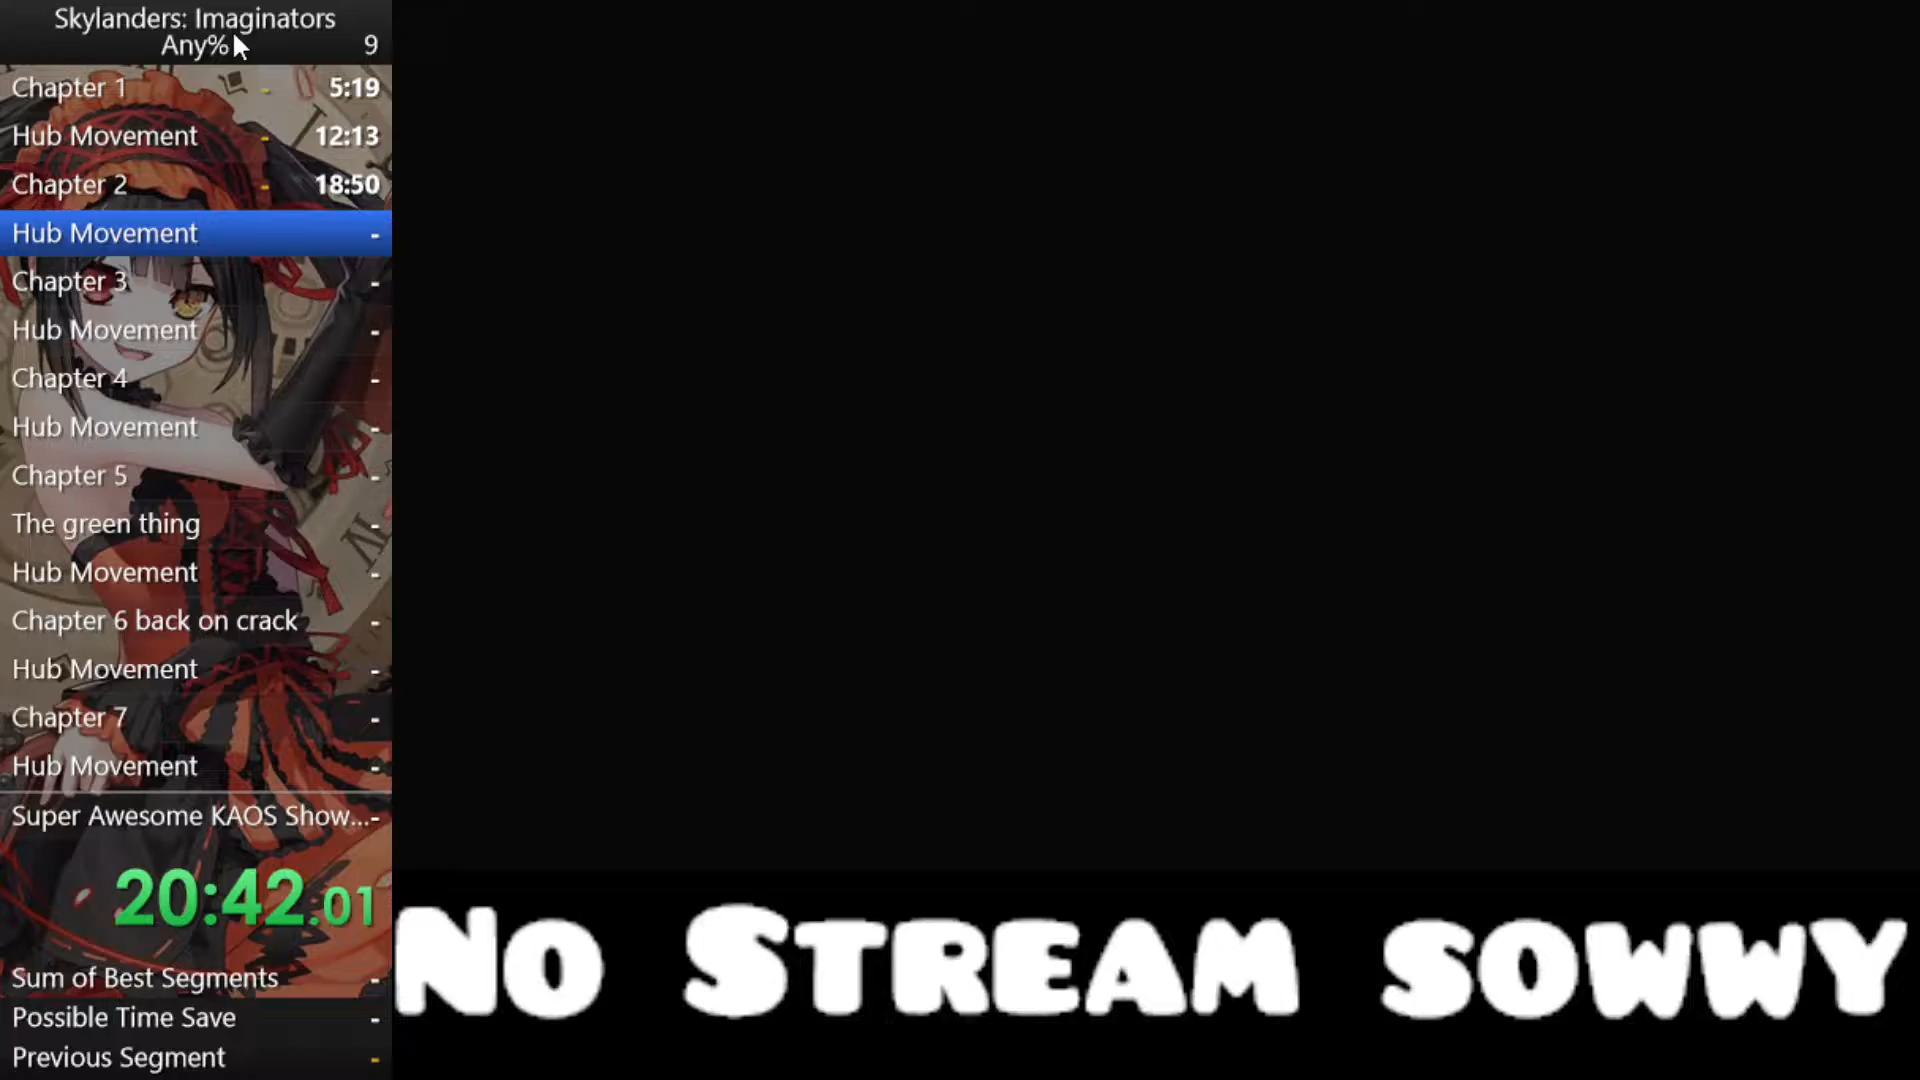 Skylanders: Imaginators
Any% 9
Chapter 1 - 5:19
Hub Movement - 12:13
Chapter 2 - 18:50
Hub Movement -
Chapter 3 -
Hub Movement -
Chapter 4 -
Hub Movement -
Chapter 5 -
The green thing -
Hub Movement -
Chapter 6 back on crack -
Hub Movement -
Chapter 7 -
Hub Movement -
Super Awesome KAOS Show...-
20:42.01
No Stream sowwy
Sum of Best Segments -
Possible Time Save -
Previous Segment -